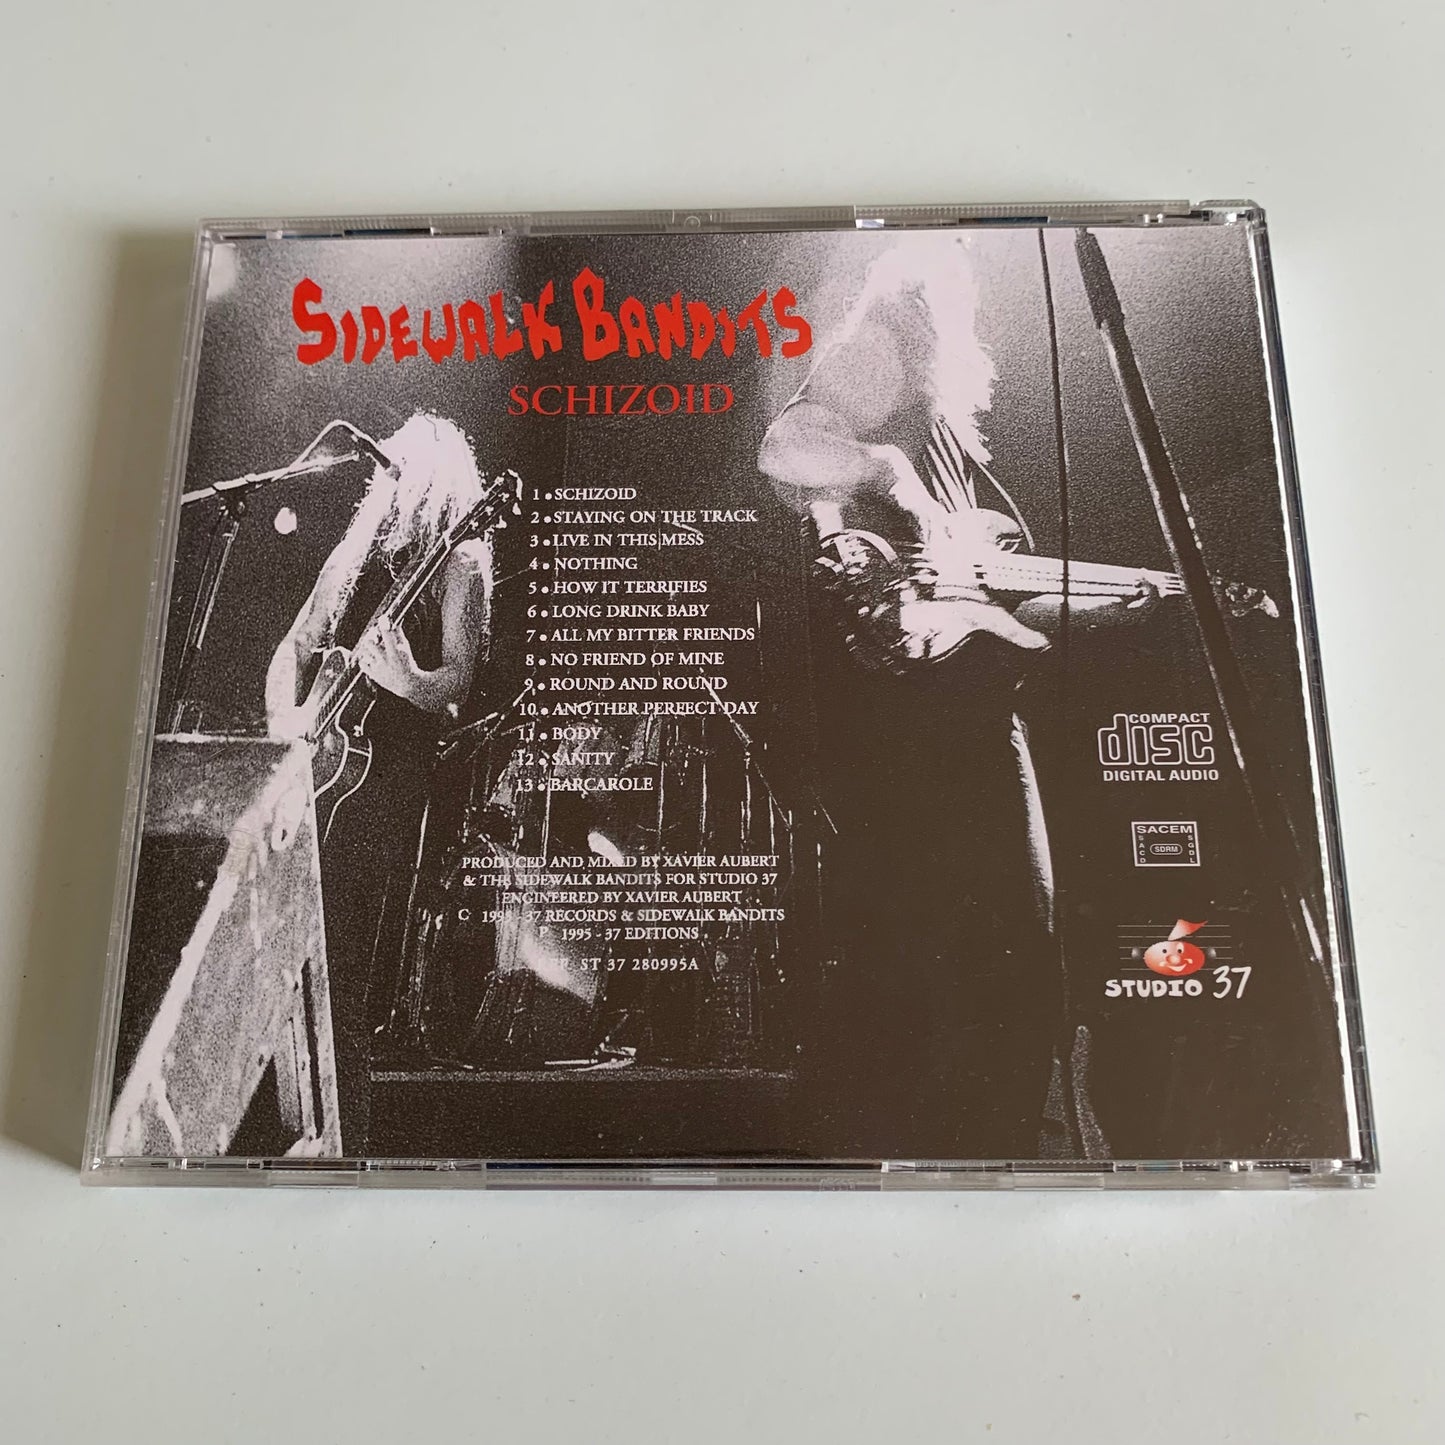 SIDEWALK BANDITS
SCHIZOID
1 • SCHIZOID
2 • STAYING ON THE TRACK
3 • LIVE IN THIS MESS
4 • NOTHING
5 • HOW IT TERRIFIES
6 • LONG DRINK BABY
7 • ALL MY BITTER FRIENDS
8 • NO FRIEND OF MINE
9 • ROUND AND ROUND
10 • ANOTHER PERFECT DAY
11 • BODY
12 • SANITY
13 • BARCAROLE
PRODUCED AND MIXED BY XAVIER AUBERT
& THE SIDEWALK BANDITS FOR STUDIO 37
ENGINEERED BY XAVIER AUBERT
C 1995 - 37 RECORDS & SIDEWALK BANDITS
P 1995 - 37 EDITIONS
ST 37 280995A
COMPACT
disc
DIGITAL AUDIO
SACEM
SACD
SDRM
SGDL
STUDIO 37